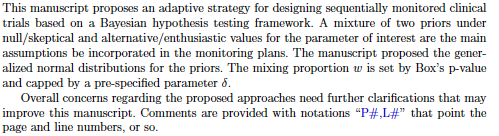 This manuscript proposes an adaptive strategy for designing sequentially monitored clinical
trials based on a Bayesian hypothesis testing framework. A mixture of two priors under
null/skeptical and alternative/enthusiastic values for the parameter of interest are the main
assumptions be incorporated in the monitoring plans. The manuscript proposed the gener-
alized normal distributions for the priors. The mixing proportion w is set by Box's p-value
and capped by a pre-specified parameter δ.
Overall concerns regarding the proposed approaches need further clarifications that may
improve this manuscript. Comments are provided with notations "P#,L#" that point the
page and line numbers, or so.